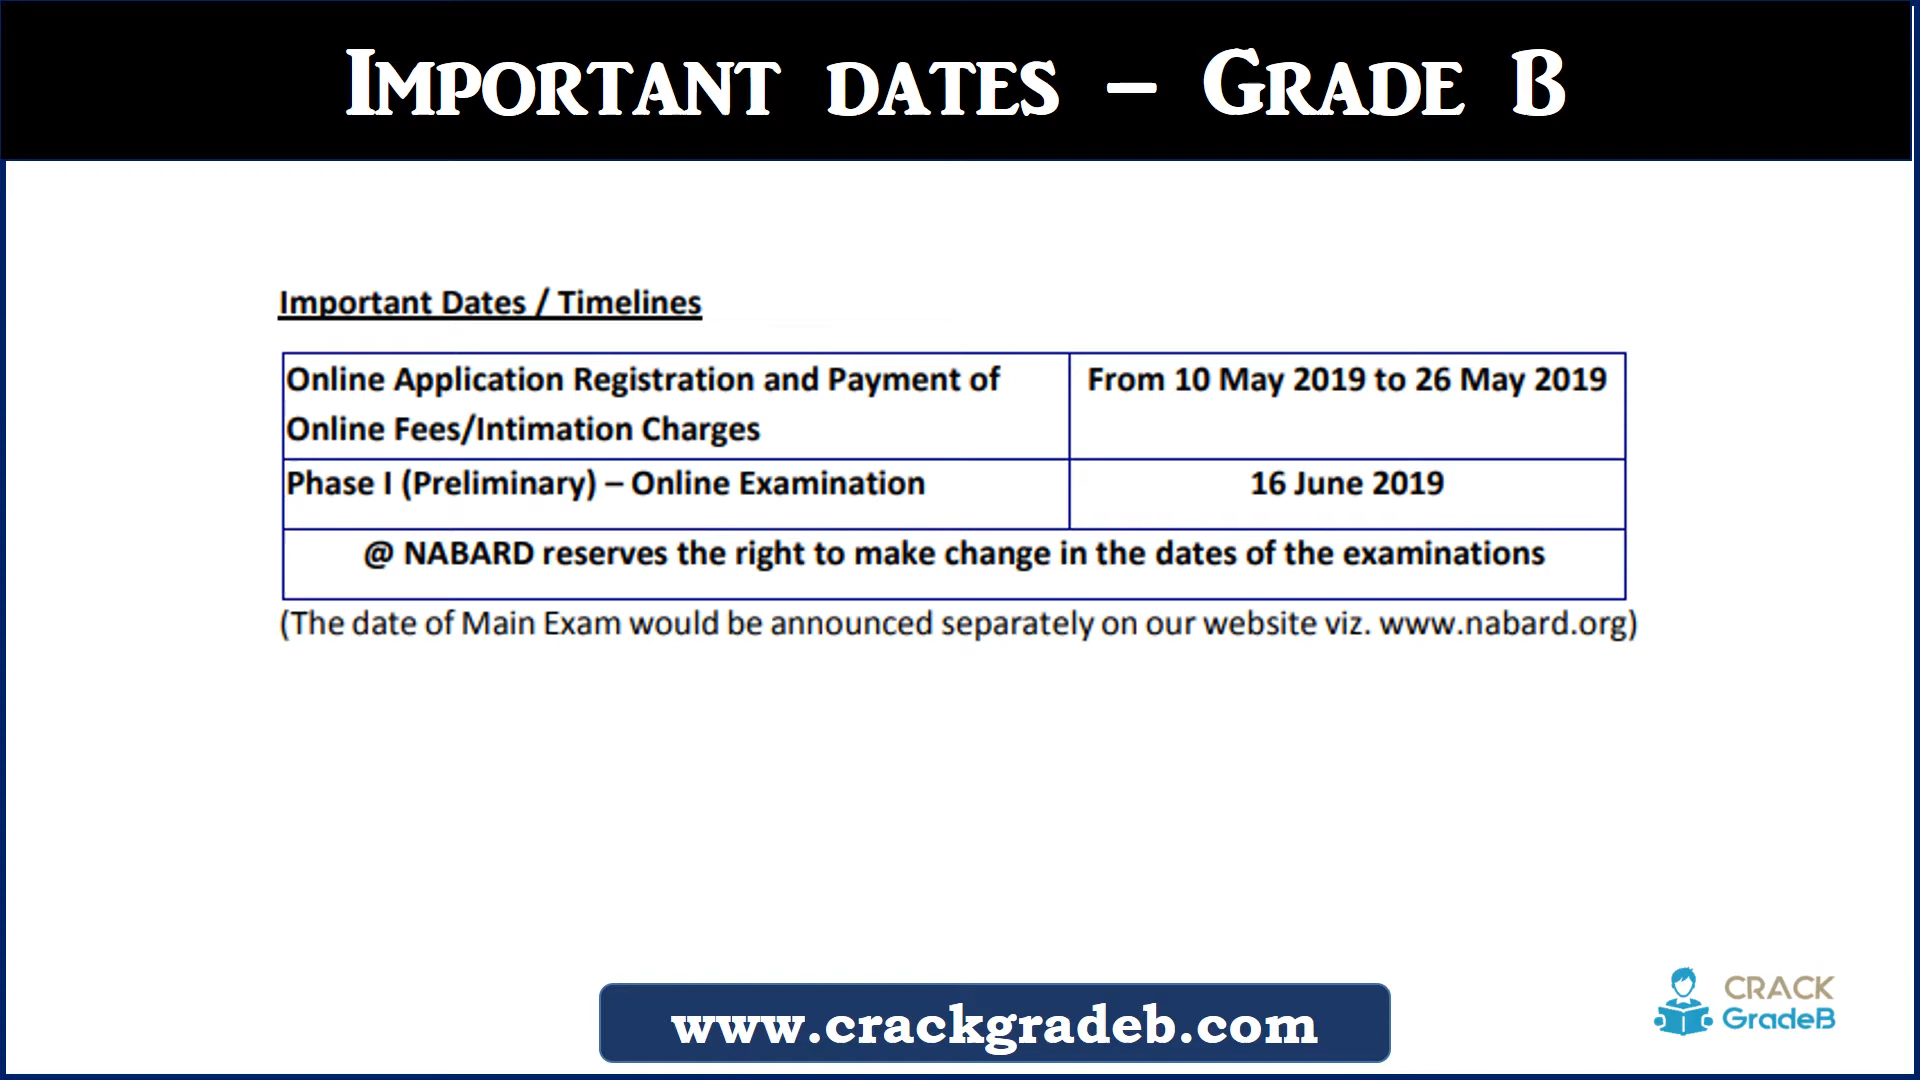 IMPORTANT DATES – GRADE B
Important Dates / Timelines
Online Application Registration and Payment of
Online Fees/Intimation Charges
From 10 May 2019 to 26 May 2019
Phase I (Preliminary) – Online Examination
16 June 2019
@ NABARD reserves the right to make change in the dates of the examinations
(The date of Main Exam would be announced separately on our website viz. www.nabard.org)
www.crackgradeb.com
CRACK
GradeB